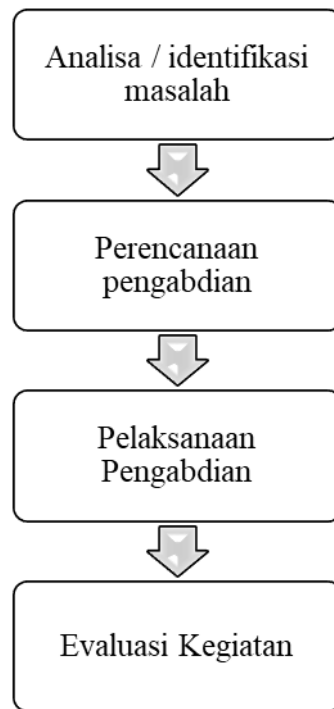 Analisa / identifikasi
masalah
Perencanaan
pengabdian
Pelaksanaan
Pengabdian
Evaluasi Kegiatan